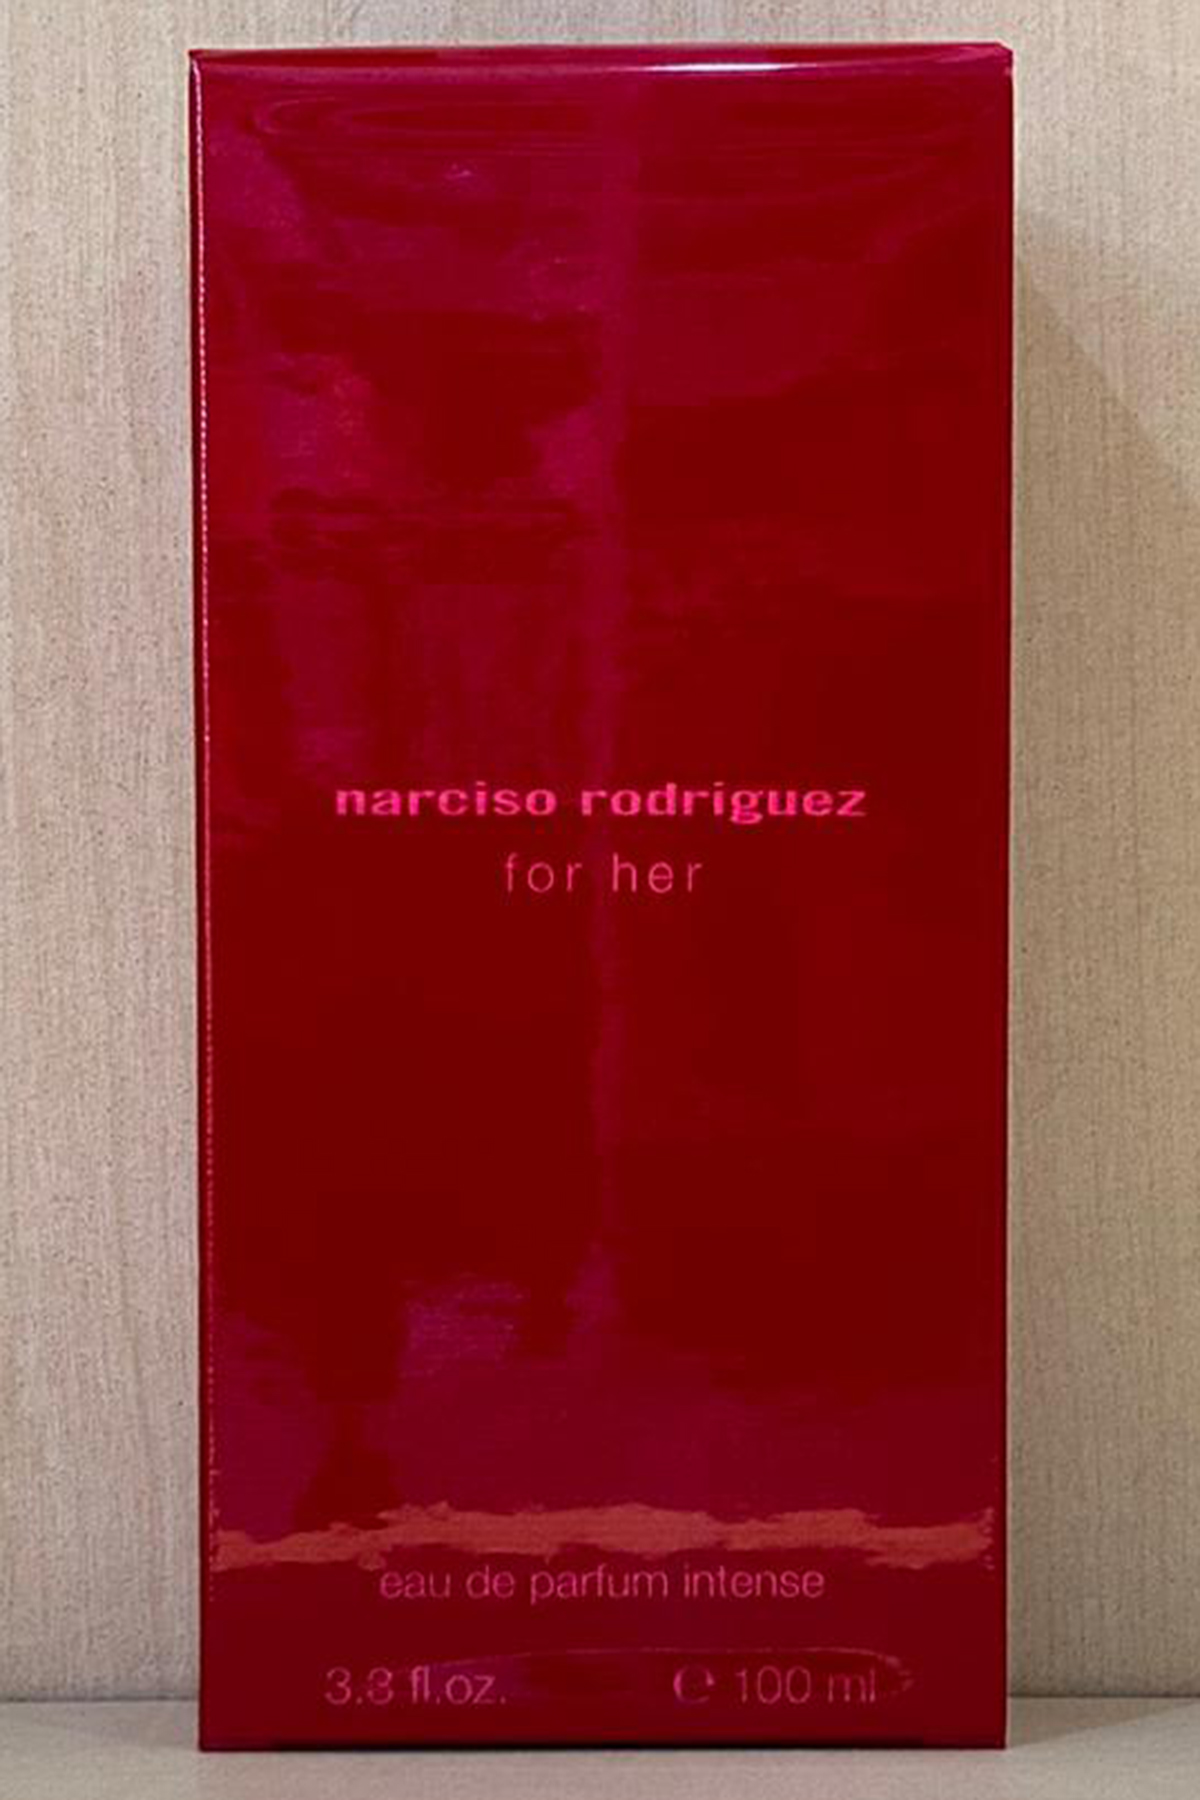 narciso rodriguez
for her
eau de parfum intense
3.3 fl.oz. ℮ 100 ml